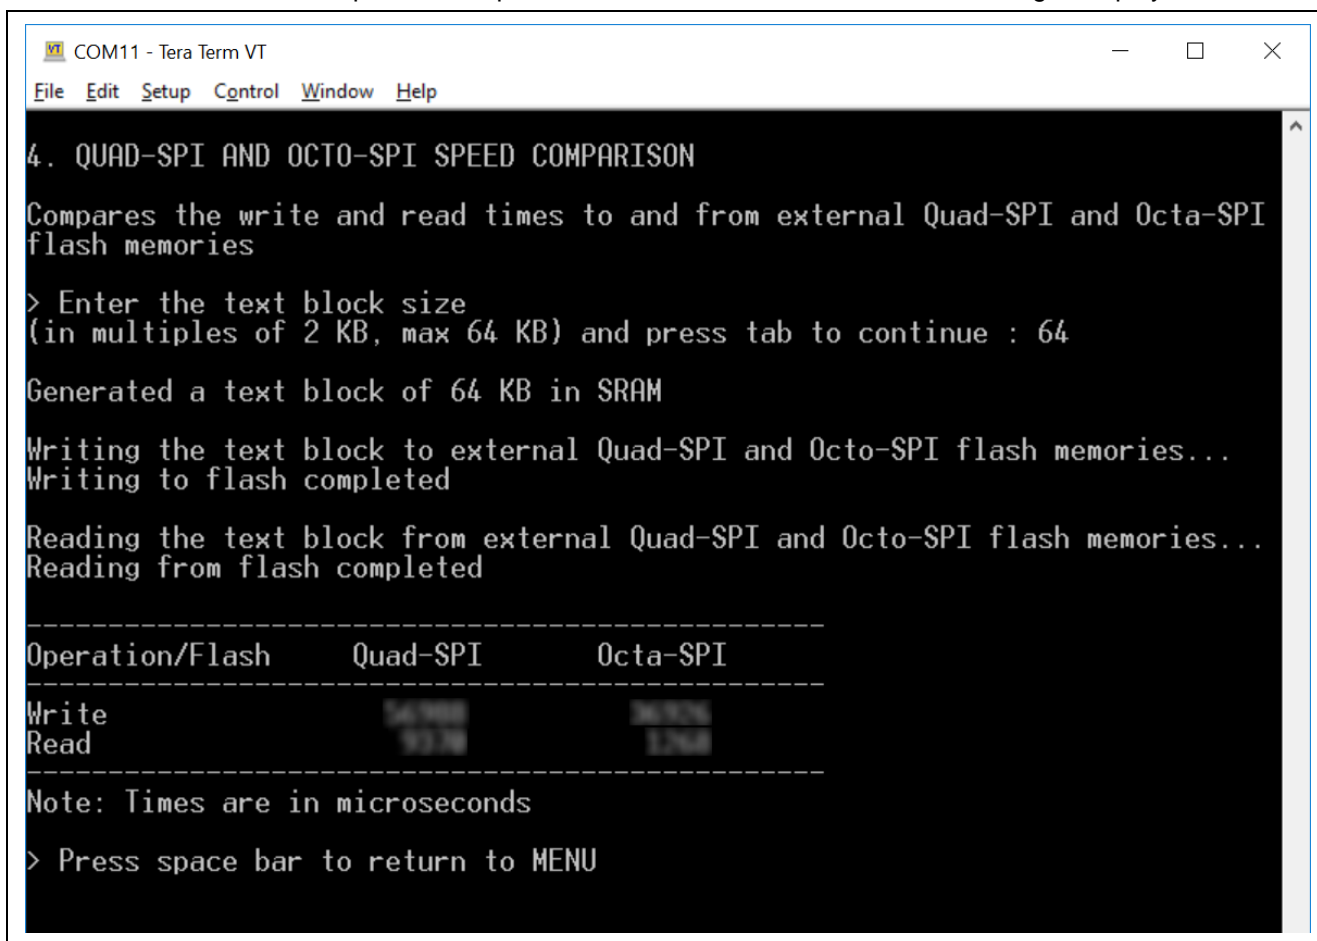 COM11 - Tera Term VT
File Edit Setup Control Window Help
4. QUAD-SPI AND OCTO-SPI SPEED COMPARISON
Compares the write and read times to and from external Quad-SPI and Octa-SPI
flash memories
> Enter the text block size
(in multiples of 2 KB, max 64 KB) and press tab to continue : 64
Generated a text block of 64 KB in SRAM
Writing the text block to external Quad-SPI and Octo-SPI flash memories...
Writing to flash completed
Reading the text block from external Quad-SPI and Octo-SPI flash memories...
Reading from flash completed
--------------------------------------------------
Operation/Flash Quad-SPI Octa-SPI
--------------------------------------------------
Write
Read
--------------------------------------------------
Note: Times are in microseconds
> Press space bar to return to MENU